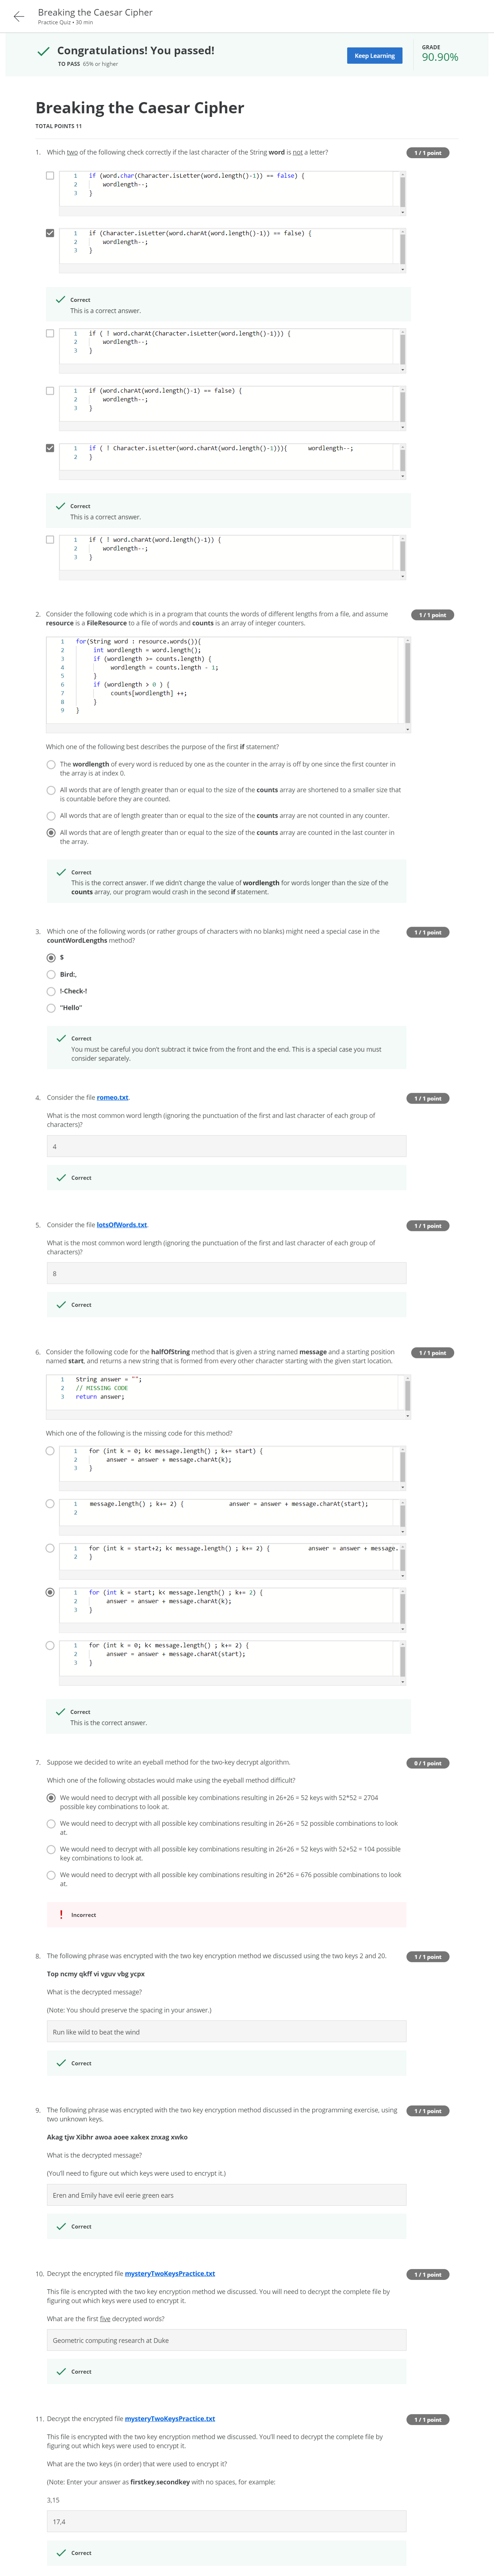 Breaking the Caesar Cipher
Practice Quiz • 30 min
Congratulations! You passed!
TO PASS 65% or higher
Keep Learning
GRADE
90.90%
Breaking the Caesar Cipher
TOTAL POINTS 11
1. Which two of the following check correctly if the last character of the String word is not a letter?
1 / 1 point
1 if (word.char(Character.isLetter(word.length()-1)) == false) {
2 wordlength--;
3 }
1 if (Character.isLetter(word.charAt(word.length()-1)) == false) {
2 wordlength--;
3 }
Correct
This is a correct answer.
1 if ( ! word.charAt(Character.isLetter(word.length()-1))) {
2 wordlength--;
3 }
1 if (word.charAt(word.length()-1) == false) {
2 wordlength--;
3 }
1 if ( ! Character.isLetter(word.charAt(word.length()-1))){ wordlength--;
2 }
Correct
This is a correct answer.
1 if ( ! word.charAt(word.length()-1)) {
2 wordlength--;
3 }
2. Consider the following code which is in a program that counts the words of different lengths from a file, and assume
resource is a FileResource to a file of words and counts is an array of integer counters.
1 / 1 point
1 for(String word : resource.words()){
2 int wordlength = word.length();
3 if (wordlength >= counts.length) {
4 wordlength = counts.length - 1;
5 }
6 if (wordlength > 0 ) {
7 counts[wordlength] ++;
8 }
9 }
Which one of the following best describes the purpose of the first if statement?
The wordlength of every word is reduced by one as the counter in the array is off by one since the first counter in
the array is at index 0.
All words that are of length greater than or equal to the size of the counts array are shortened to a smaller size that
is countable before they are counted.
All words that are of length greater than or equal to the size of the counts array are not counted in any counter.
All words that are of length greater than or equal to the size of the counts array are counted in the last counter in
the array.
Correct
This is the correct answer. If we didn't change the value of wordlength for words longer than the size of the
counts array, our program would crash in the second if statement.
3. Which one of the following words (or rather groups of characters with no blanks) might need a special case in the
countWordLengths method?
1 / 1 point
$
Bird:,
!-Check-!
"Hello"
Correct
You must be careful you don't subtract it twice from the front and the end. This is a special case you must
consider separately.
4. Consider the file romeo.txt.
1 / 1 point
What is the most common word length (ignoring the punctuation of the first and last character of each group of
characters)?
4
Correct
5. Consider the file lotsOfWords.txt.
1 / 1 point
What is the most common word length (ignoring the punctuation of the first and last character of each group of
characters)?
8
Correct
6. Consider the following code for the halfOfString method that is given a string named message and a starting position
named start, and returns a new string that is formed from every other character starting with the given start location.
1 / 1 point
1 String answer = "";
2 // MISSING CODE
3 return answer;
Which one of the following is the missing code for this method?
1 for (int k = 0; k< message.length() ; k+= start) {
2 answer = answer + message.charAt(k);
3 }
1 message.length() ; k+= 2) { answer = answer + message.charAt(start);
2
1 for (int k = start+2; k< message.length() ; k+= 2) { answer = answer + message.
2 }
1 for (int k = start; k< message.length() ; k+= 2) {
2 answer = answer + message.charAt(k);
3 }
1 for (int k = 0; k< message.length() ; k+= 2) {
2 answer = answer + message.charAt(start);
3 }
Correct
This is the correct answer.
7. Suppose we decided to write an eyeball method for the two-key decrypt algorithm.
0 / 1 point
Which one of the following obstacles would make using the eyeball method difficult?
We would need to decrypt with all possible key combinations resulting in 26+26 = 52 keys with 52*52 = 2704
possible key combinations to look at.
We would need to decrypt with all possible key combinations resulting in 26+26 = 52 possible combinations to look
at.
We would need to decrypt with all possible key combinations resulting in 26+26 = 52 keys with 52+52 = 104 possible
key combinations to look at.
We would need to decrypt with all possible key combinations resulting in 26*26 = 676 possible combinations to look
at.
Incorrect
8. The following phrase was encrypted with the two key encryption method we discussed using the two keys 2 and 20.
1 / 1 point
Top ncmy qkff vi vguv vbg ycpx
What is the decrypted message?
(Note: You should preserve the spacing in your answer.)
Run like wild to beat the wind
Correct
9. The following phrase was encrypted with the two key encryption method discussed in the programming exercise, using
two unknown keys.
1 / 1 point
Akag tjw Xibhr awoa aoee xakex znxag xwko
What is the decrypted message?
(You'll need to figure out which keys were used to encrypt it.)
Eren and Emily have evil eerie green ears
Correct
10. Decrypt the encrypted file mysteryTwoKeysPractice.txt
1 / 1 point
This file is encrypted with the two key encryption method we discussed. You will need to decrypt the complete file by
figuring out which keys were used to encrypt it.
What are the first five decrypted words?
Geometric computing research at Duke
Correct
11. Decrypt the encrypted file mysteryTwoKeysPractice.txt
1 / 1 point
This file is encrypted with the two key encryption method we discussed. You'll need to decrypt the complete file by
figuring out which keys were used to encrypt it.
What are the two keys (in order) that were used to encrypt it?
(Note: Enter your answer as firstkey,secondkey with no spaces, for example:
3,15
17,4
Correct